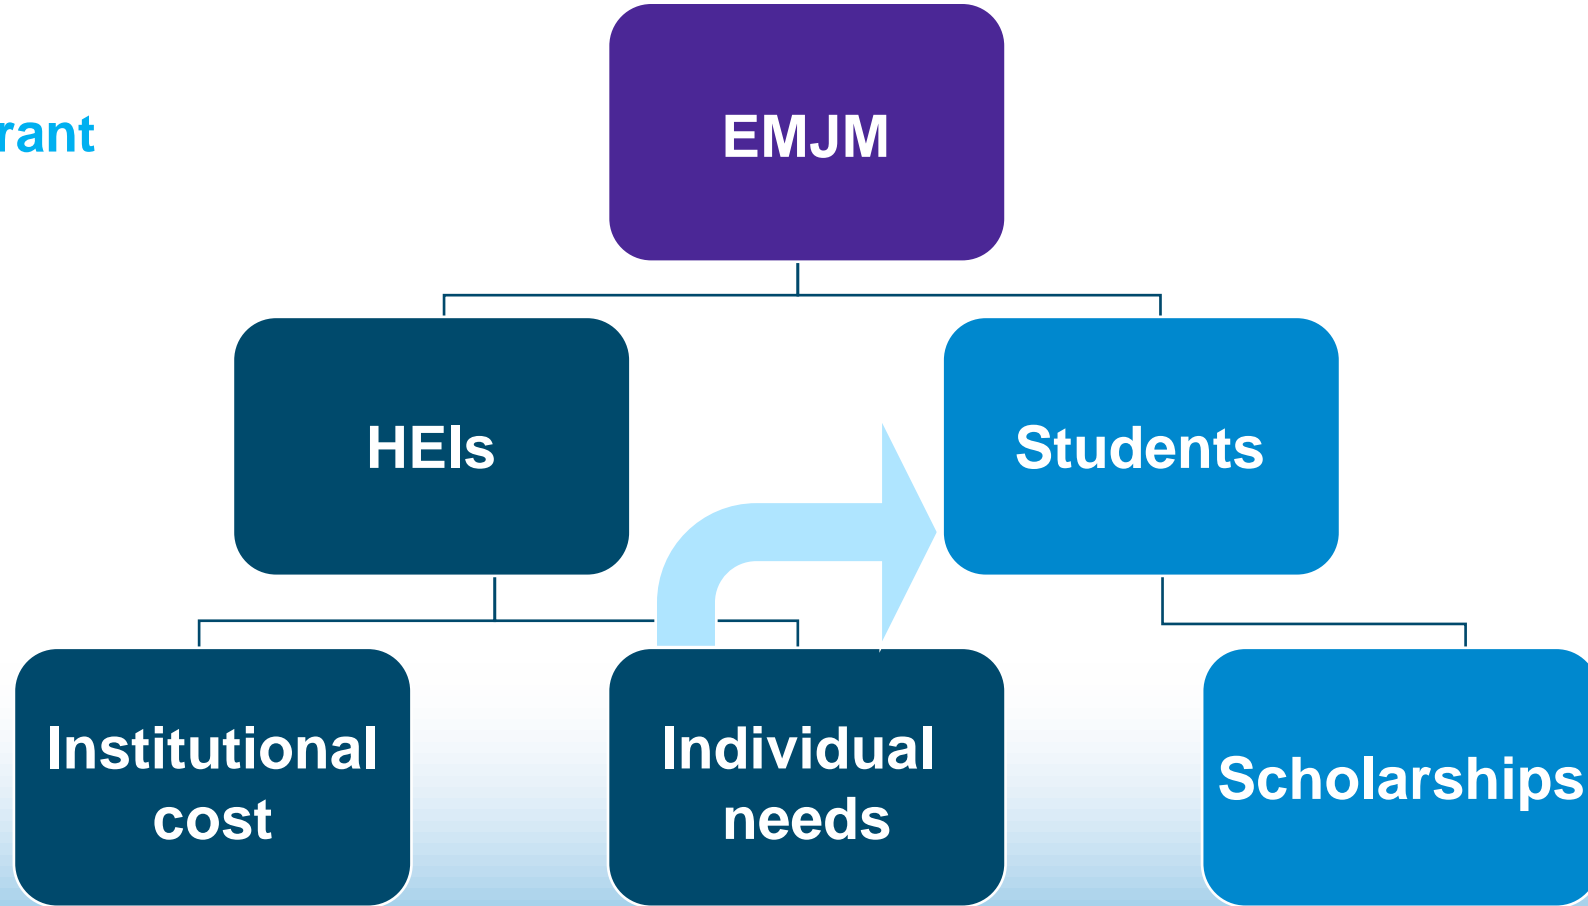 rant
EMJM
HEIs
Students
Institutional
cost
Individual
needs
Scholarships